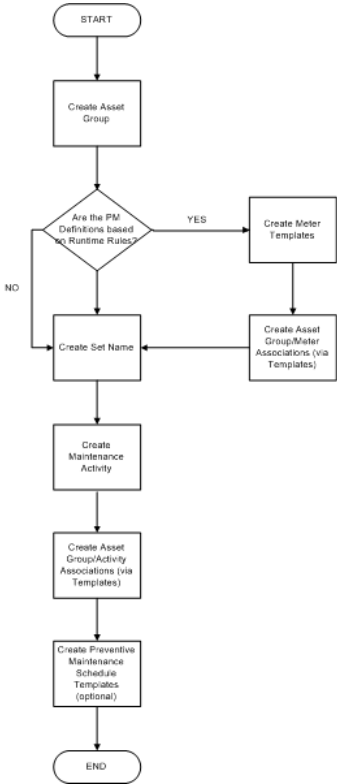 START
Create Asset
Group
Are the PM
Definitions based
on Runtime Rules?
YES
Create Meter
Templates
NO
Create Set Name
Create Asset
Group/Meter
Associations (via
Templates)
Create
Maintenance
Activity
Create Asset
Group/Activity
Associations (via
Templates)
Create Preventive
Maintenance
Schedule
Templates
(optional)
END